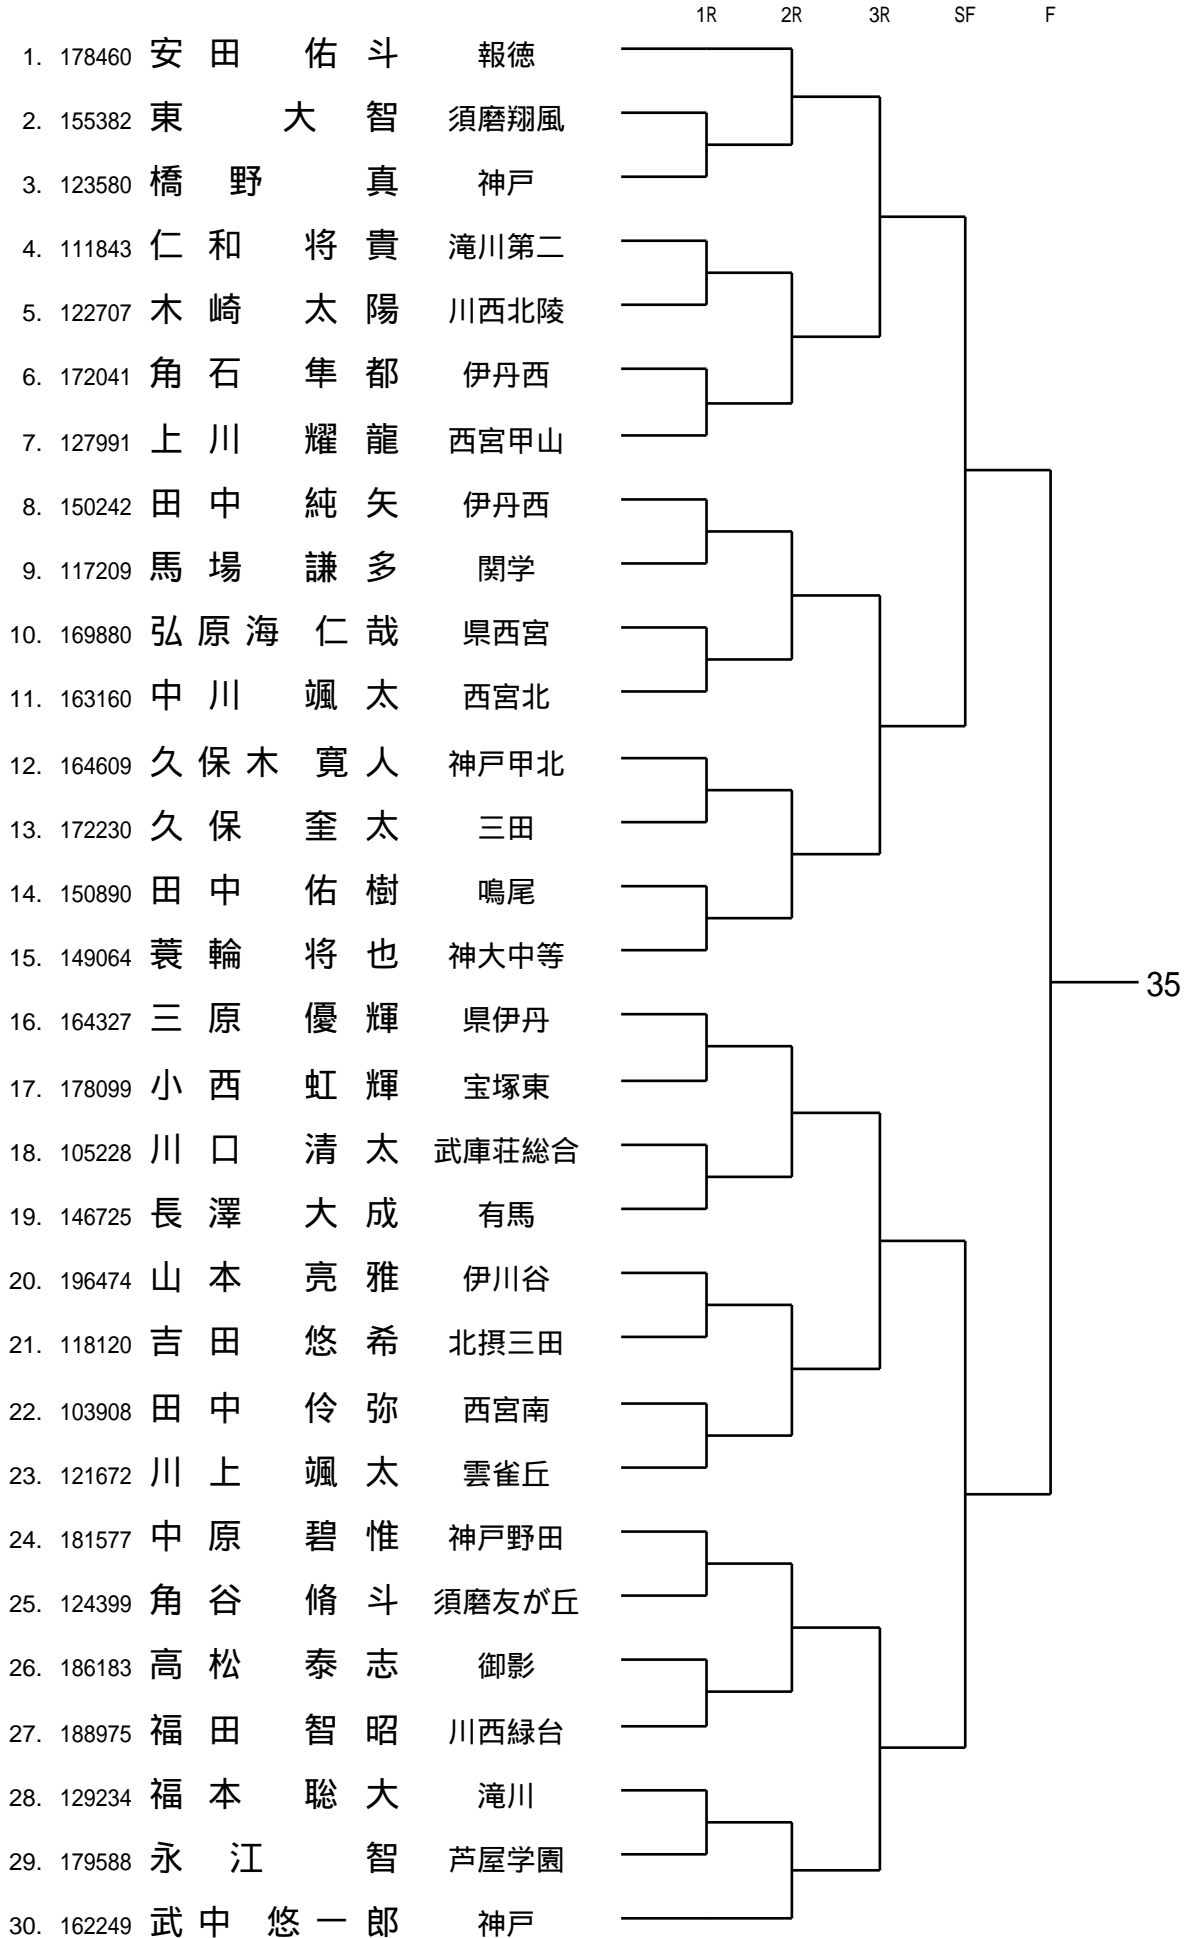 1R 2R 3R SF F
1. 178460 安田 佑斗 報徳
2. 155382 東 大智 須磨翔風
3. 123580 橋野 真 神戸
4. 111843 仁和 将貴 滝川第二
5. 122707 木崎 太陽 川西北陵
6. 172041 角石 隼都 伊丹西
7. 127991 上川 耀龍 西宮甲山
8. 150242 田中 純矢 伊丹西
9. 117209 馬場 謙多 関学
10. 169880 弘原海 仁哉 県西宮
11. 163160 中川 颯太 西宮北
12. 164609 久保木 寛人 神戸甲北
13. 172230 久保 奎太 三田
14. 150890 田中 佑樹 鳴尾
15. 149064 蓑輪 将也 神大中等
35
16. 164327 三原 優輝 県伊丹
17. 178099 小西 虹輝 宝塚東
18. 105228 川口 清太 武庫荘総合
19. 146725 長澤 大成 有馬
20. 196474 山本 亮雅 伊川谷
21. 118120 吉田 悠希 北摂三田
22. 103908 田中 伶弥 西宮南
23. 121672 川上 颯太 雲雀丘
24. 181577 中原 碧惟 神戸野田
25. 124399 角谷 脩斗 須磨友が丘
26. 186183 高松 泰志 御影
27. 188975 福田 智昭 川西緑台
28. 129234 福本 聡大 滝川
29. 179588 永江 智 芦屋学園
30. 162249 武中 悠一郎 神戸